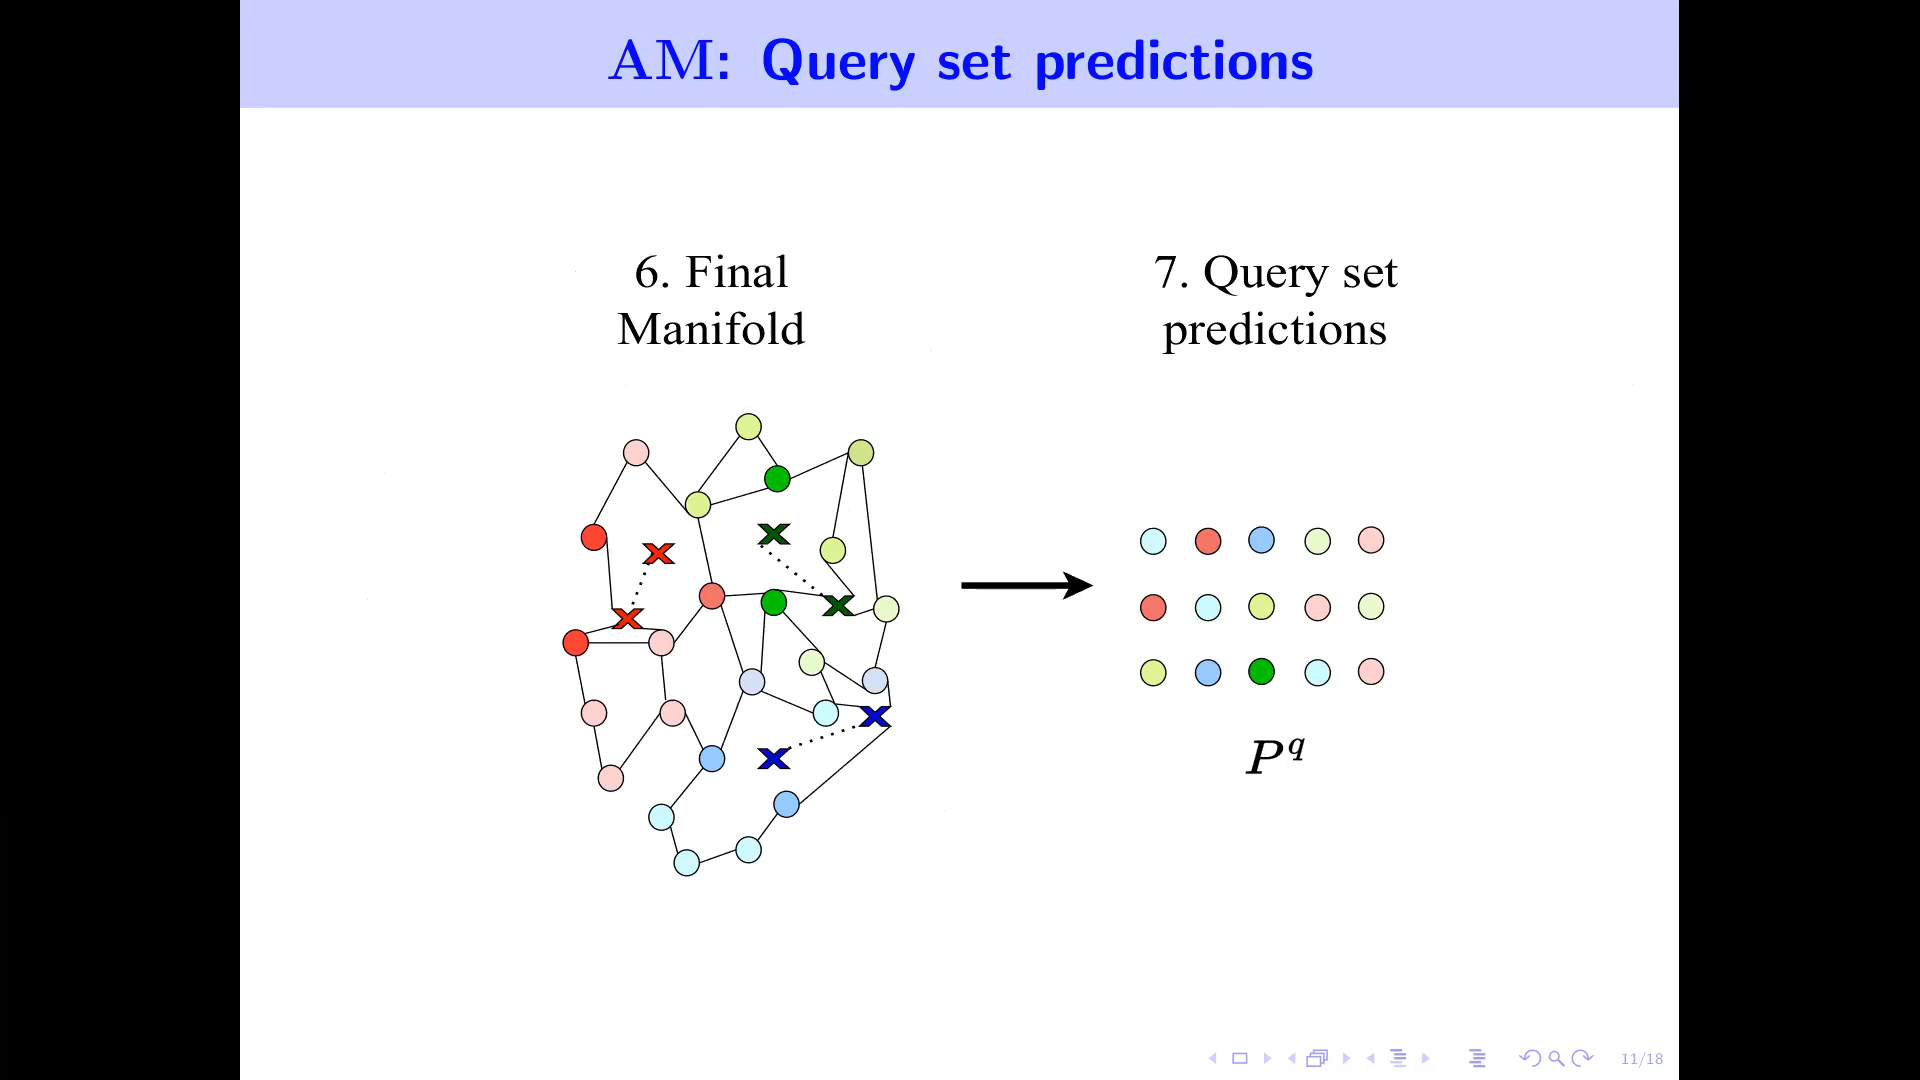 AM: Query set predictions
6. Final
Manifold
7. Query set
predictions
P^q
11/18